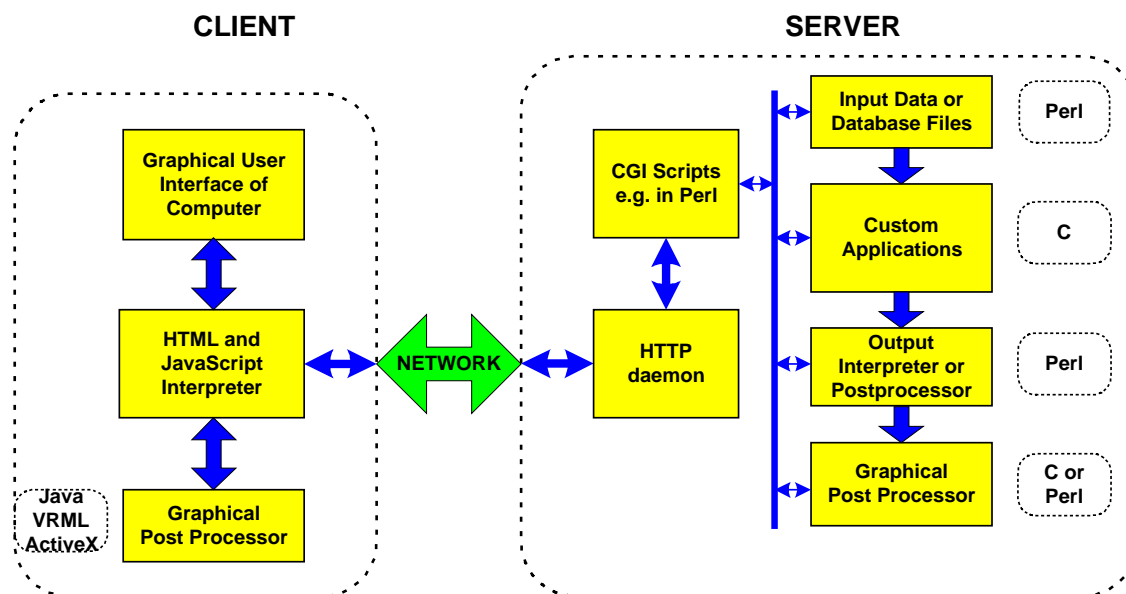 CLIENT
Graphical User
Interface of
Computer
HTML and
JavaScript
Interpreter
Java
VRML
ActiveX
Graphical
Post Processor
NETWORK
SERVER
CGI Scripts
e.g. in Perl
HTTP
daemon
Input Data or
Database Files
Perl
Custom
Applications
C
Output
Interpreter or
Postprocessor
Perl
Graphical
Post Processor
C or
Perl